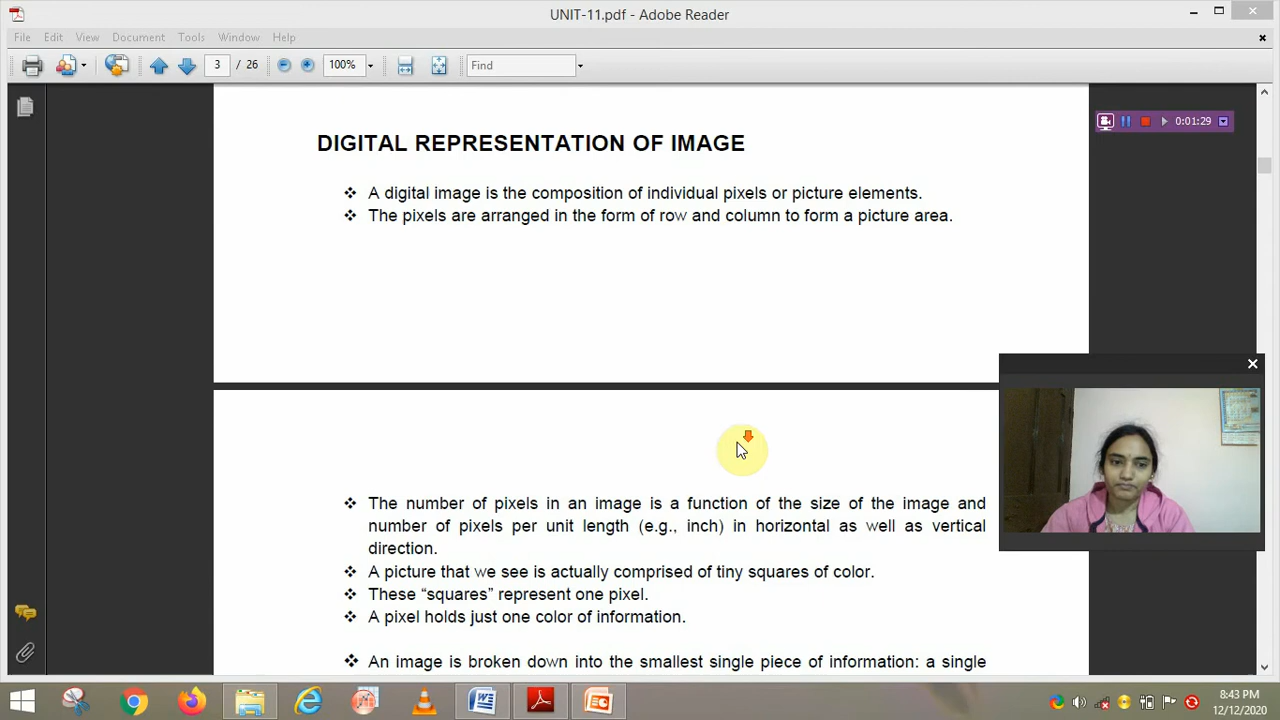 UNIT-11.pdf - Adobe Reader
File Edit View Document Tools Window Help
3 / 26 100% Find
DIGITAL REPRESENTATION OF IMAGE
❖ A digital image is the composition of individual pixels or picture elements.
❖ The pixels are arranged in the form of row and column to form a picture area.
0:01:29
❖ The number of pixels in an image is a function of the size of the image and
number of pixels per unit length (e.g., inch) in horizontal as well as vertical
direction.
❖ A picture that we see is actually comprised of tiny squares of color.
❖ These “squares” represent one pixel.
❖ A pixel holds just one color of information.
❖ An image is broken down into the smallest single piece of information: a single
8:43 PM
12/12/2020